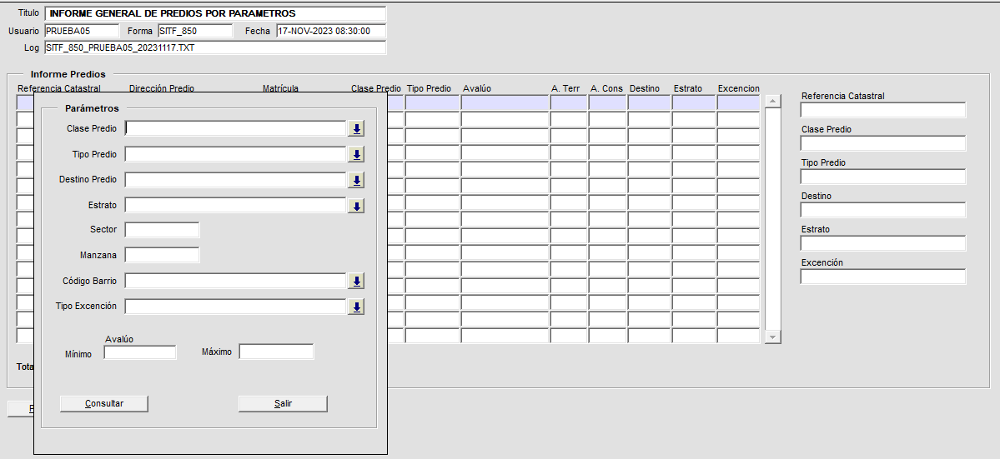 Titulo INFORME GENERAL DE PREDIOS POR PARAMETROS
Usuario PRUEBA05 Forma SITF_850 Fecha 17-NOV-2023 08:30:00
Log SITF_850_PRUEBA05_20231117.TXT
Informe Predios
Referencia Catastral Dirección Predio Matrícula Clase Predio Tipo Predio Avalúo A. Terr A. Cons Destino Estrato Excencion
Parámetros
Clase Predio
Tipo Predio
Destino Predio
Estrato
Sector
Manzana
Código Barrio
Tipo Excención
Avalúo
Mínimo Máximo
Consultar Salir
Tota
P
Referencia Catastral
Clase Predio
Tipo Predio
Destino
Estrato
Excención